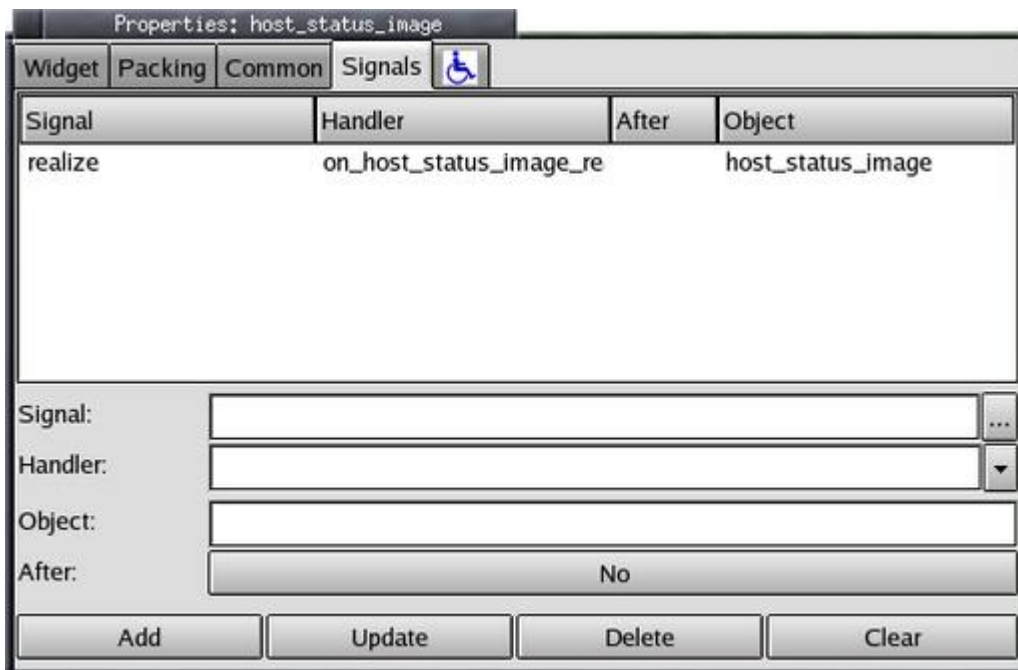 Properties: host_status_image
Widget Packing Common Signals
Signal Handler After Object
realize on_host_status_image_re host_status_image
Signal: ...
Handler:
Object:
After: No
Add Update Delete Clear